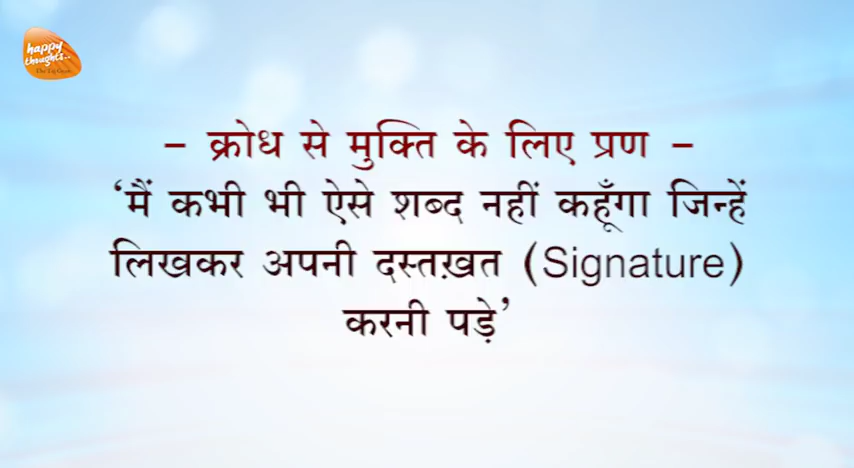 happy
thoughts..
– क्रोध से मुक्ति के लिए प्रण –
‘मैं कभी भी ऐसे शब्द नहीं कहूँगा जिन्हें
लिखकर अपनी दस्तख़त (Signature)
करनी पड़े’